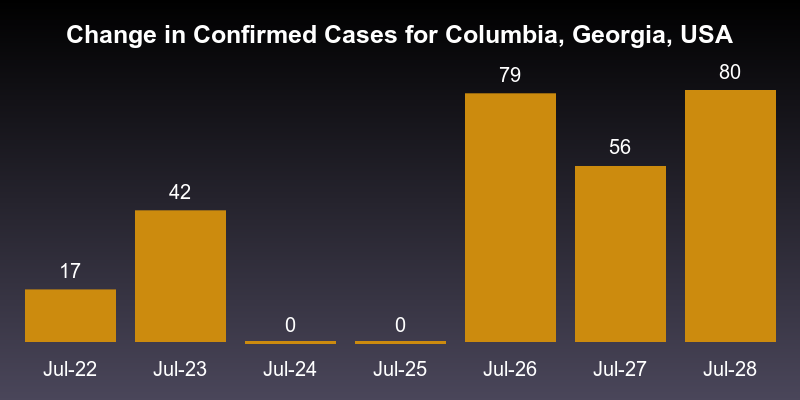 Change in Confirmed Cases for Columbia, Georgia, USA
17
42
0
0
79
56
80
Jul-22
Jul-23
Jul-24
Jul-25
Jul-26
Jul-27
Jul-28